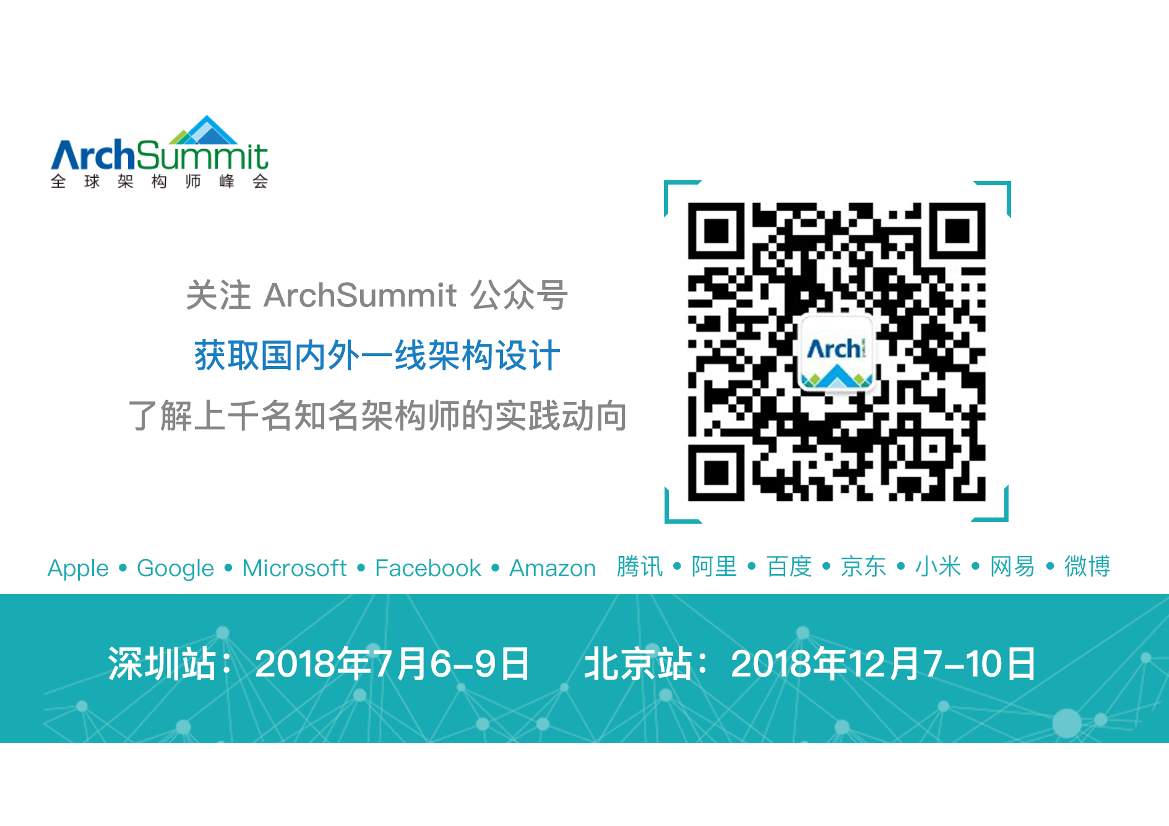 ArchSummit
全球架构师峰会
关注 ArchSummit 公众号
获取国内外一线架构设计
了解上千名知名架构师的实践动向
Arch
Apple • Google • Microsoft • Facebook • Amazon 腾讯 • 阿里 • 百度 • 京东 • 小米 • 网易 • 微博
深圳站：2018年7月6-9日 北京站：2018年12月7-10日